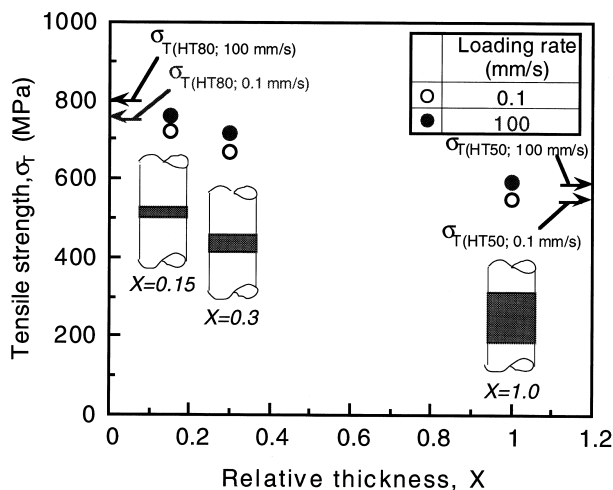 1000
σT(HT80; 100 mm/s)
σT(HT80; 0.1 mm/s)
Loading rate
(mm/s)
0.1
100
800
σT(HT50; 100 mm/s)
600
σT(HT50; 0.1 mm/s)
400
X=0.15
X=0.3
200
X=1.0
0
0 0.2 0.4 0.6 0.8 1 1.2
Tensile strength,σT (MPa)
Relative thickness, X